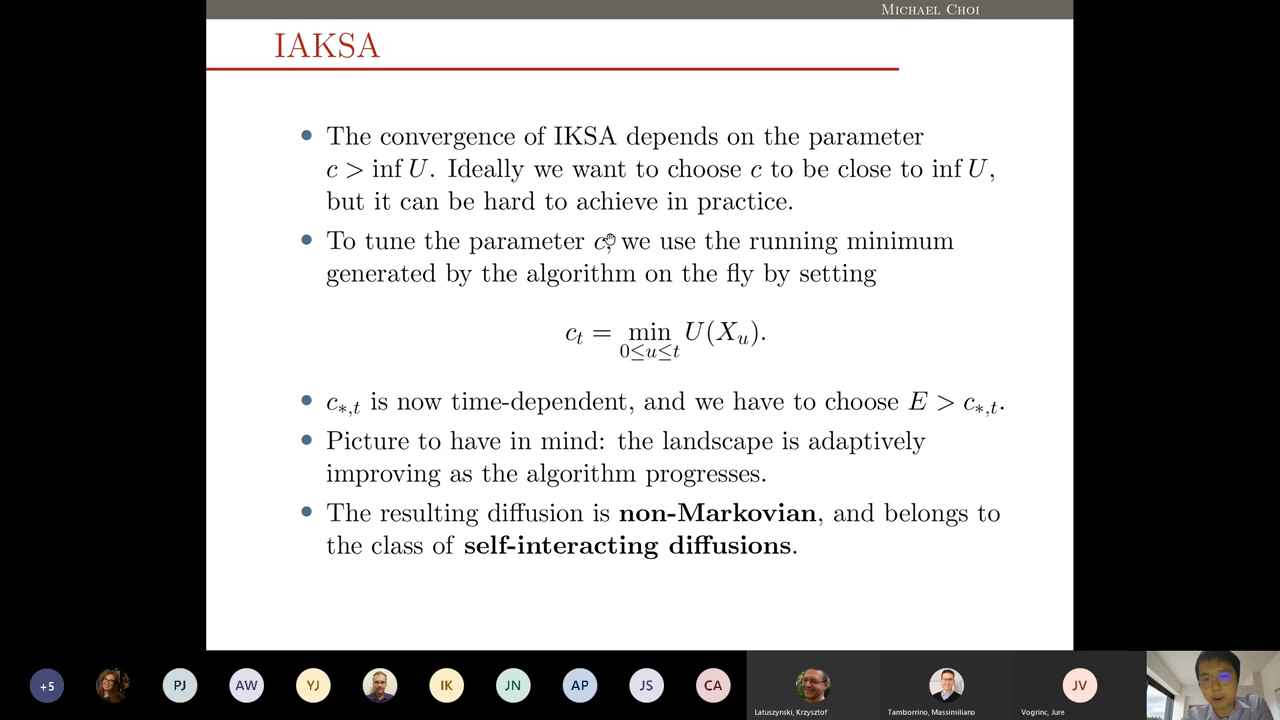 MICHAEL CHOI
IAKSA
• The convergence of IKSA depends on the parameter
c > inf U. Ideally we want to choose c to be close to inf U,
but it can be hard to achieve in practice.
• To tune the parameter c, we use the running minimum
generated by the algorithm on the fly by setting
c_t = min_{0≤u≤t} U(X_u).
• c_{*,t} is now time-dependent, and we have to choose E > c_{*,t}.
• Picture to have in mind: the landscape is adaptively
improving as the algorithm progresses.
• The resulting diffusion is non-Markovian, and belongs to
the class of self-interacting diffusions.
+5 PJ AW YJ IK JN AP JS CA JV
Latuszynski, Krzysztof Tamborrino, Massimiliano Vogrinc, Jure